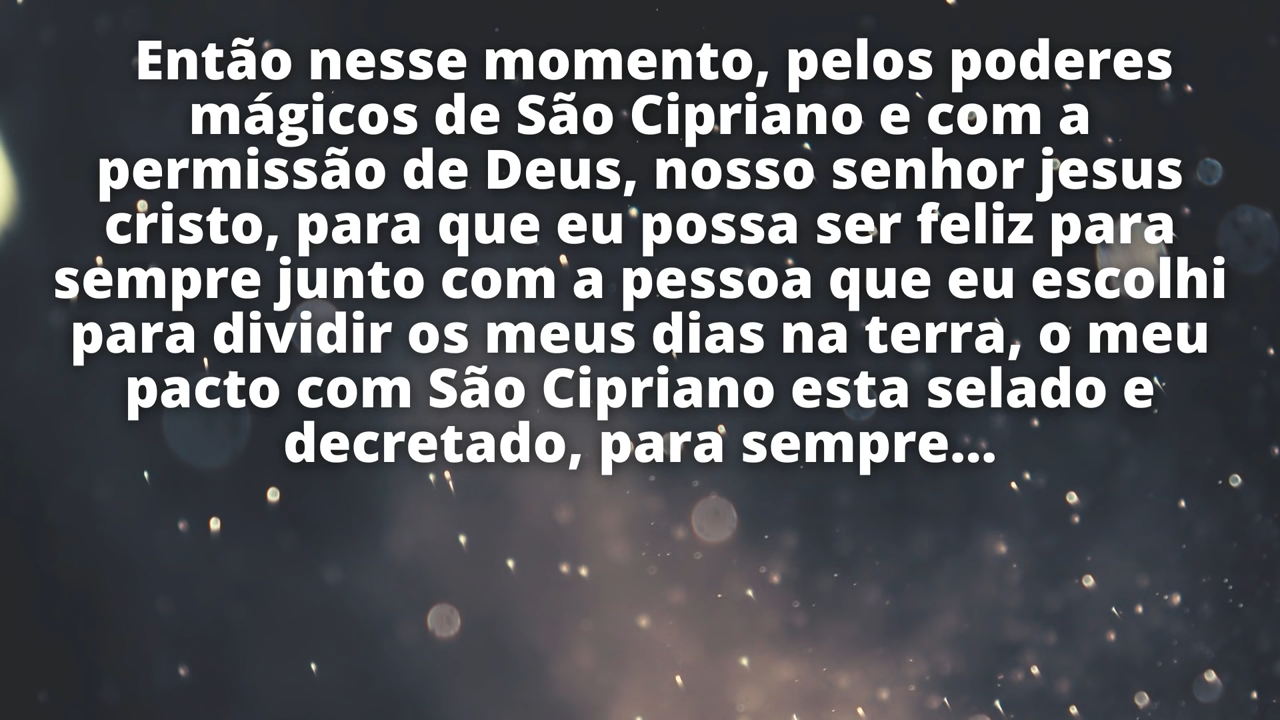 Então nesse momento, pelos poderes
mágicos de São Cipriano e com a
permissão de Deus, nosso senhor jesus
cristo, para que eu possa ser feliz para
sempre junto com a pessoa que eu escolhi
para dividir os meus dias na terra, o meu
pacto com São Cipriano esta selado e
decretado, para sempre...